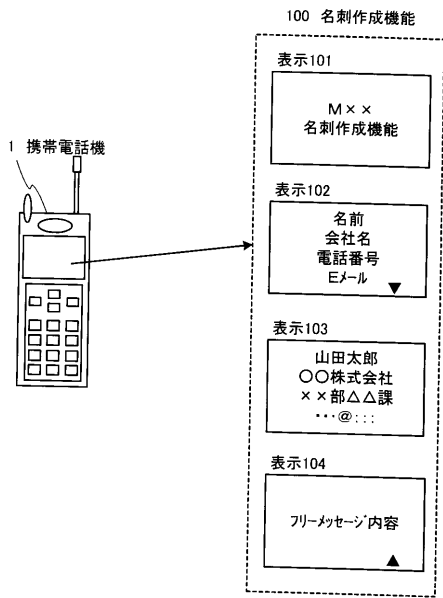 100 名刺作成機能
表示101
M××
名刺作成機能
1 携帯電話機
表示102
名前
会社名
電話番号
Eメール
▼
表示103
山田太郎
○○株式会社
××部△△課
・・・@:::
表示104
フリーメッセージ内容
▲